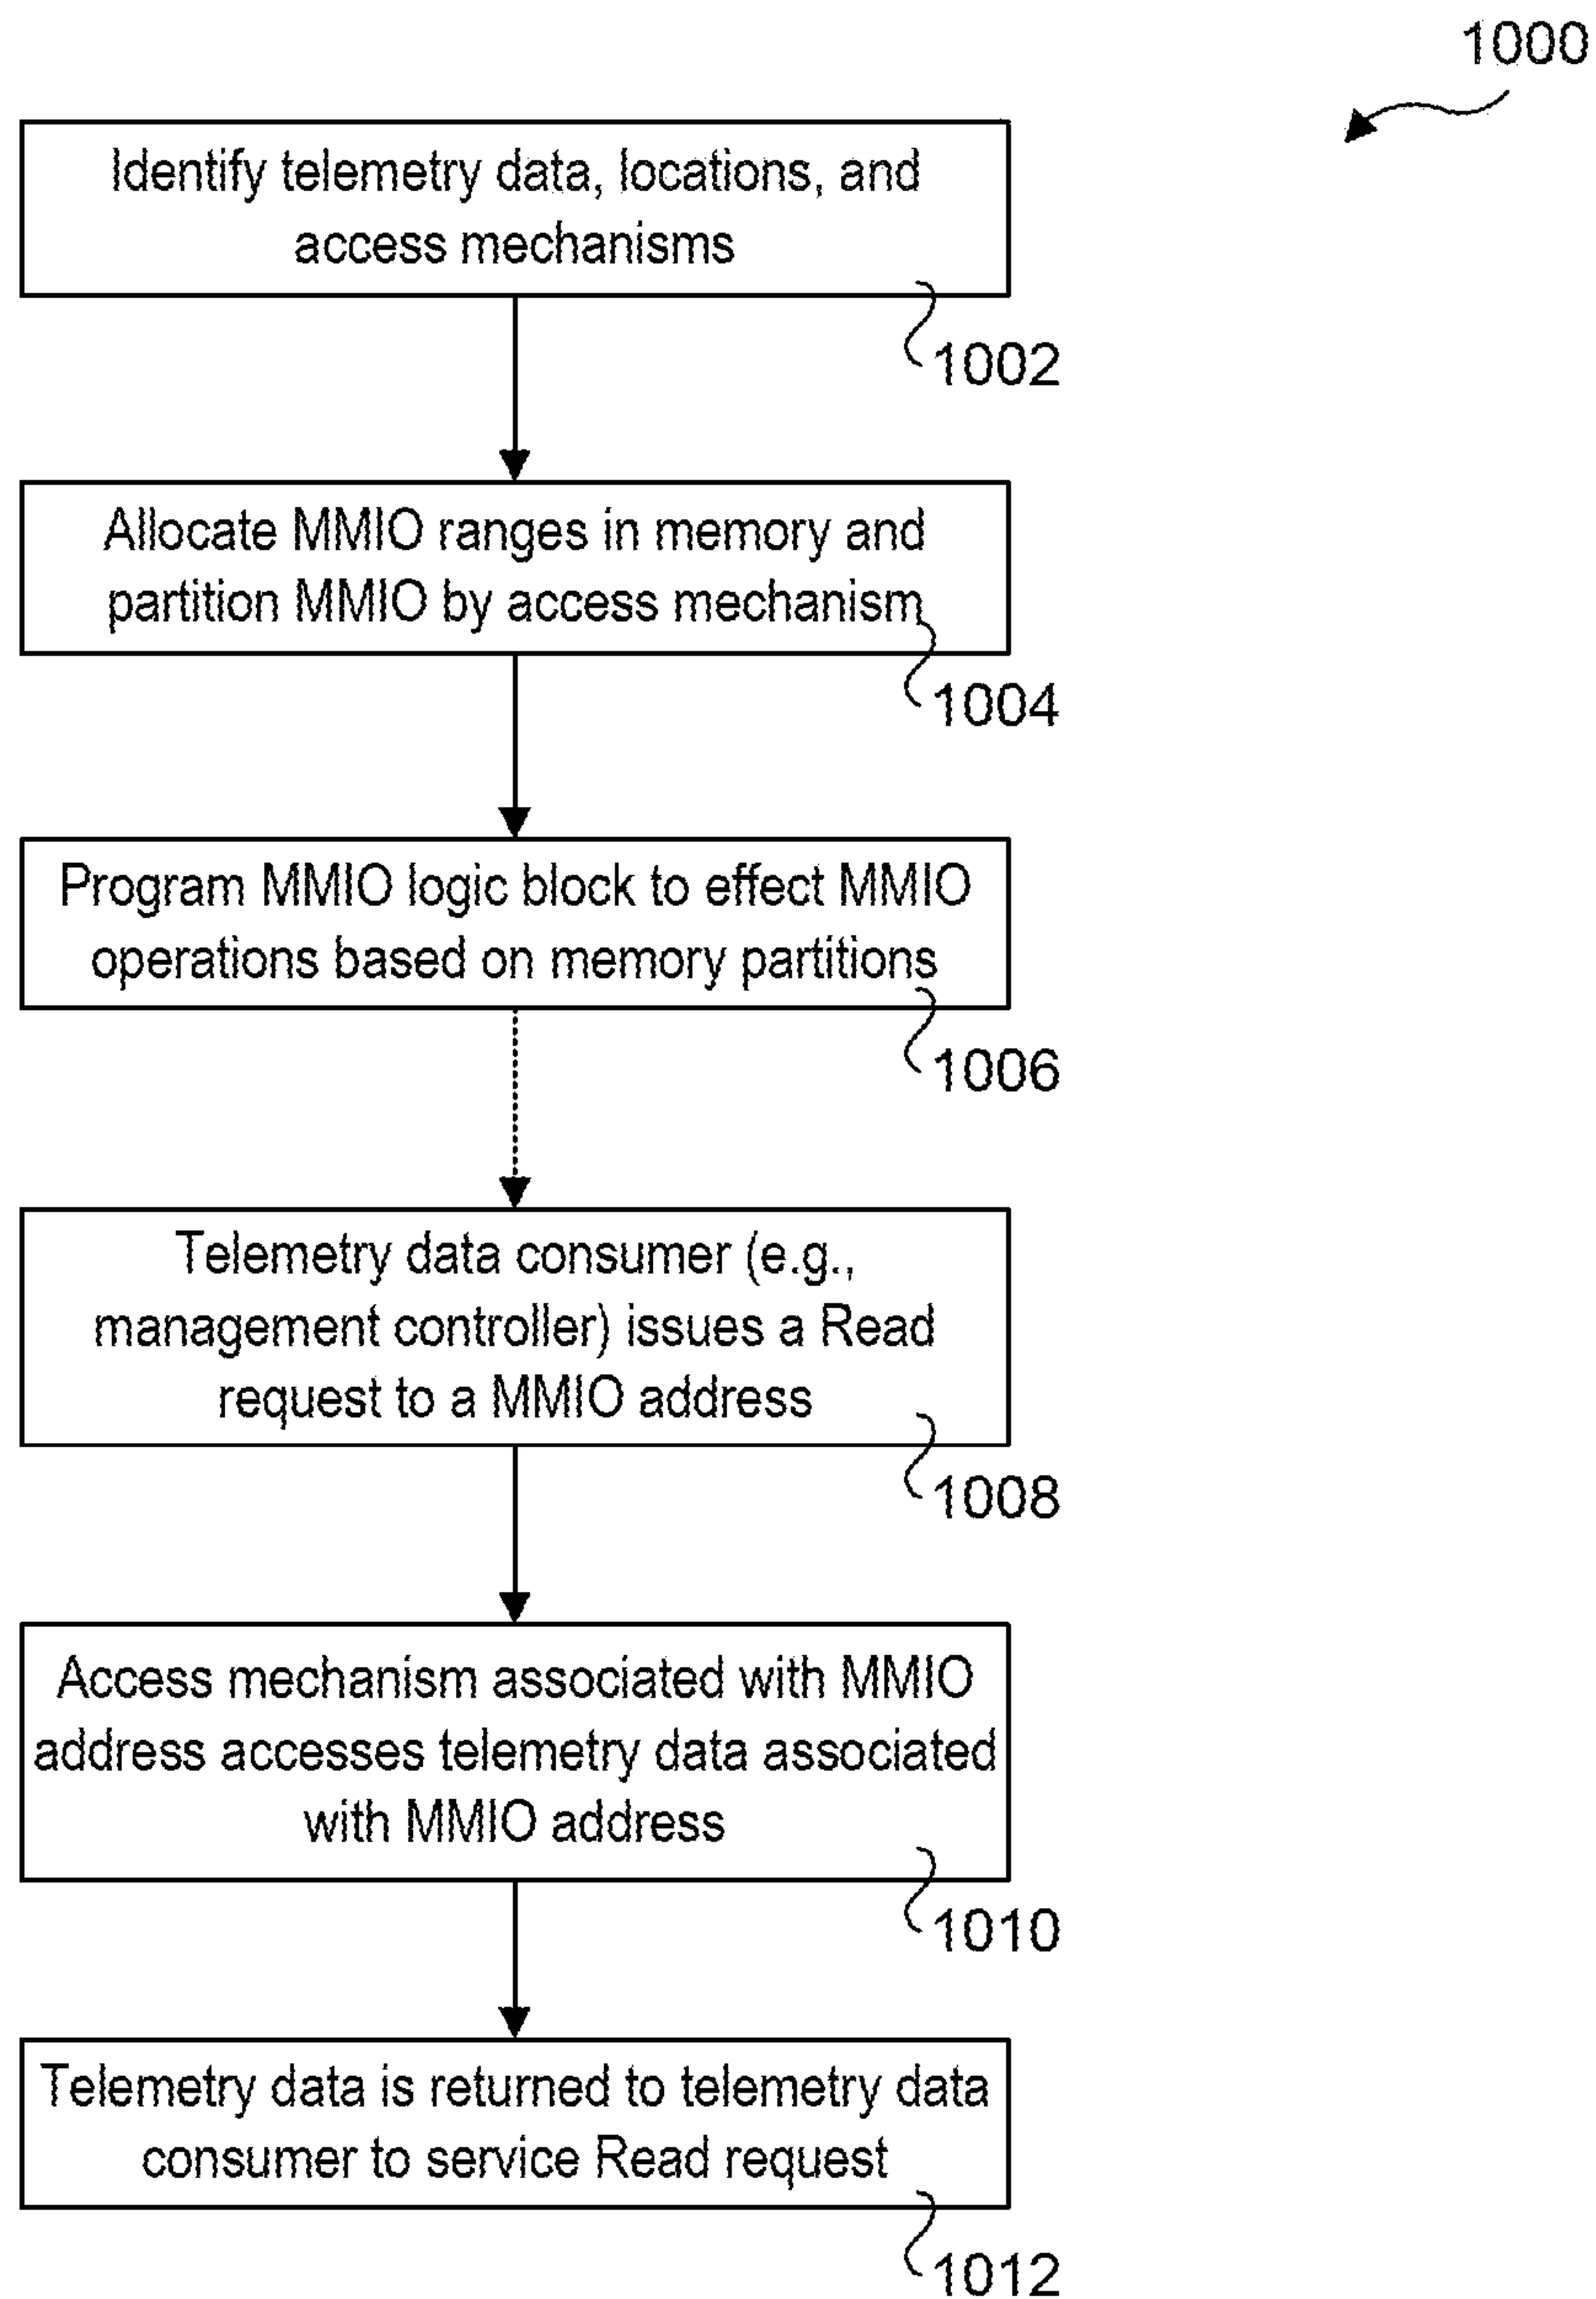 1000
Identify telemetry data, locations, and
access mechanisms
1002
Allocate MMIO ranges in memory and
partition MMIO by access mechanism
1004
Program MMIO logic block to effect MMIO
operations based on memory partitions
1006
Telemetry data consumer (e.g.,
management controller) issues a Read
request to a MMIO address
1008
Access mechanism associated with MMIO
address accesses telemetry data associated
with MMIO address
1010
Telemetry data is returned to telemetry data
consumer to service Read request
1012